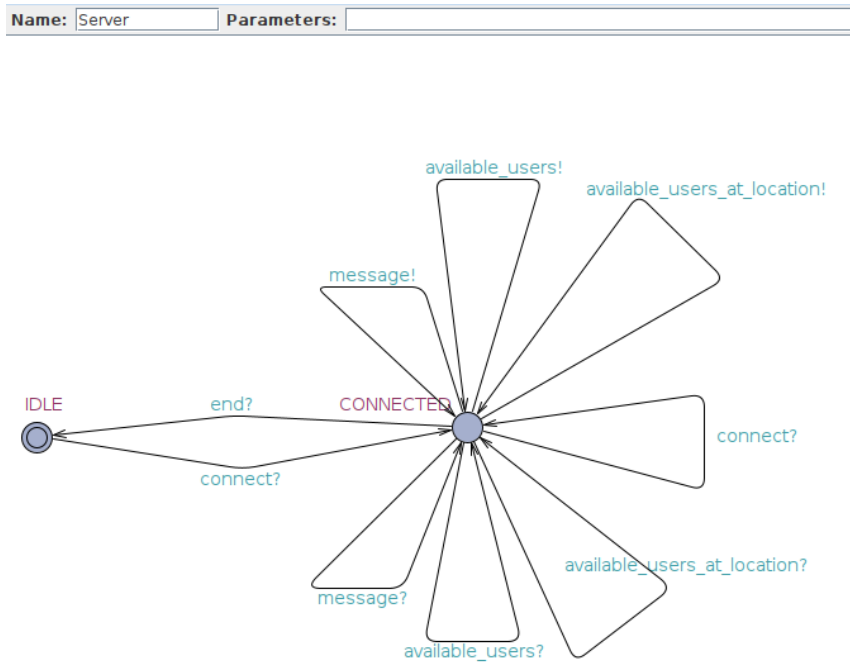 Name: Server Parameters:
available_users!
available_users_at_location!
message!
IDLE
end?
CONNECTED
connect?
connect?
available_users_at_location?
message?
available_users?